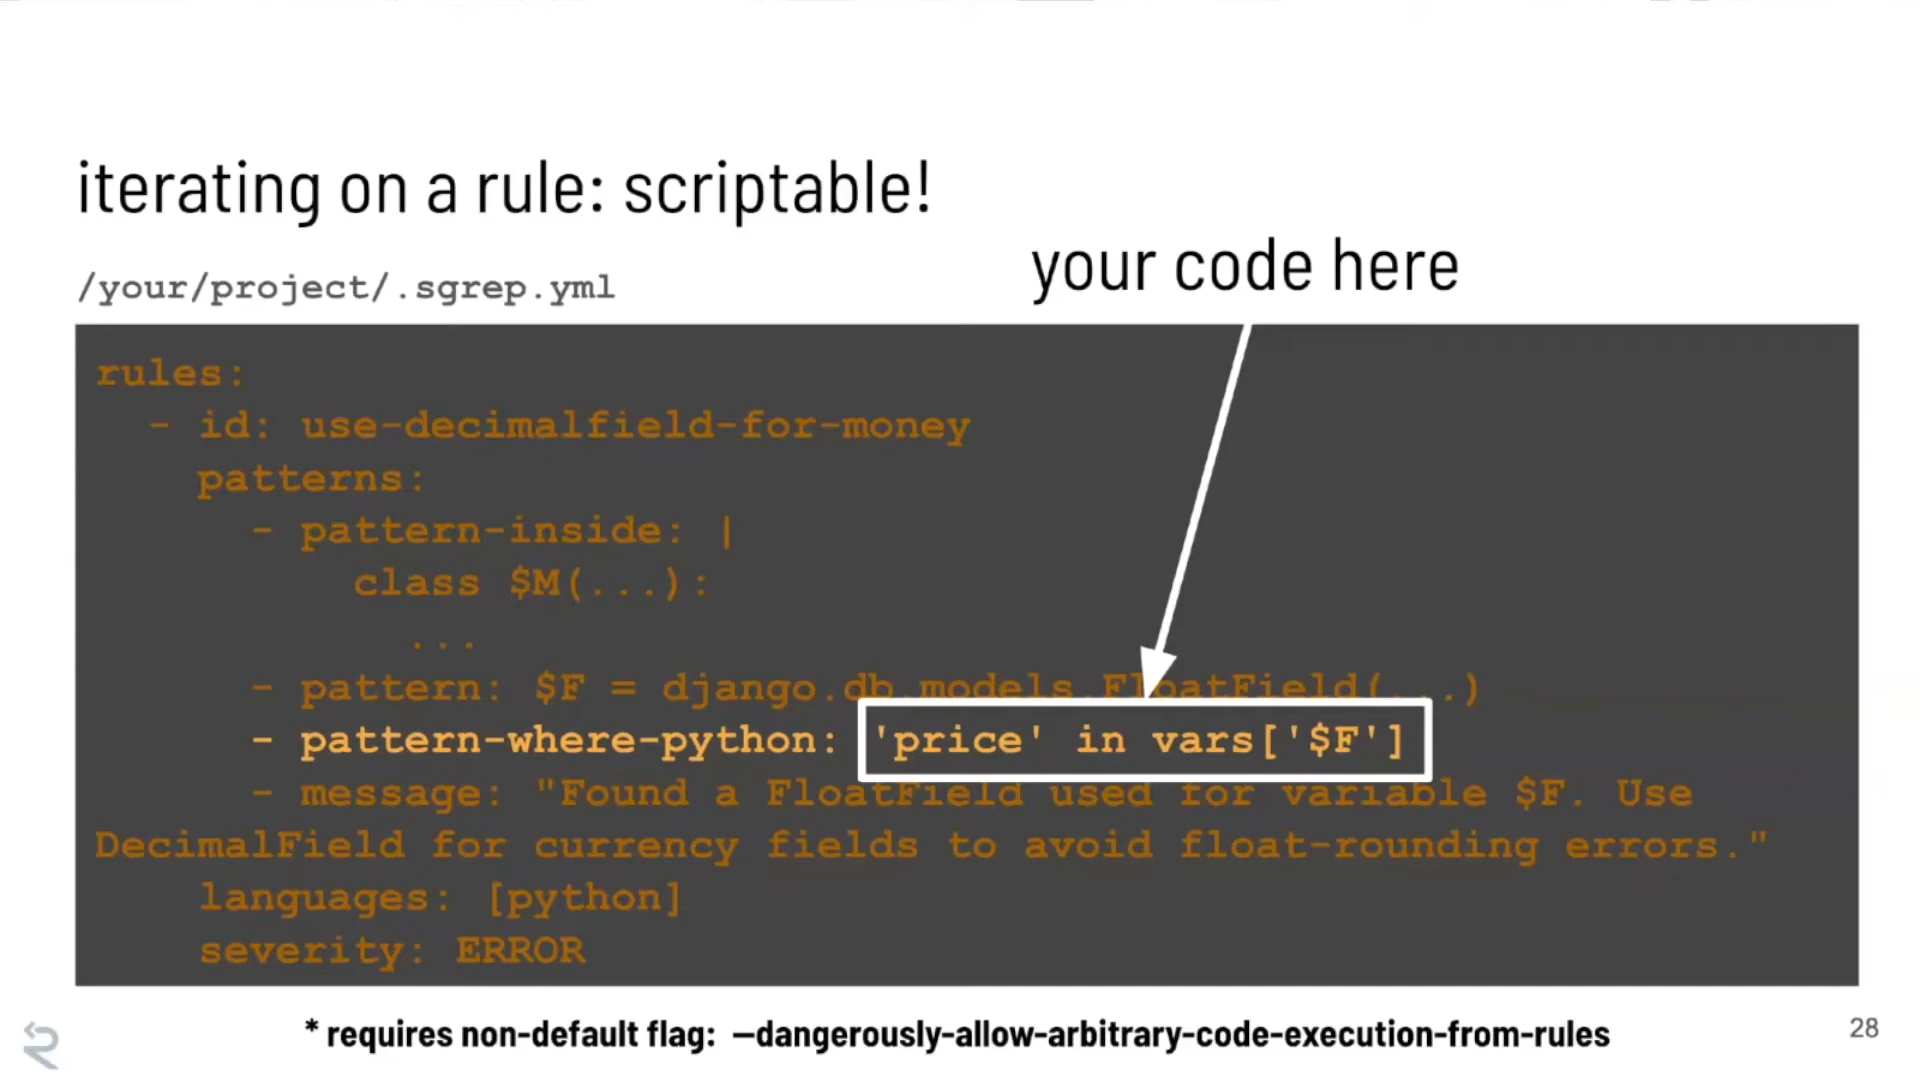 iterating on a rule: scriptable!
your code here
/your/project/.sgrep.yml
rules:
- id: use-decimalfield-for-money
patterns:
- pattern-inside: |
class $M(...):
...
- pattern: $F = django.db.models.FloatField(...)
- pattern-where-python: 'price' in vars['$F']
- message: "Found a FloatField used for variable $F. Use
DecimalField for currency fields to avoid float-rounding errors."
languages: [python]
severity: ERROR
* requires non-default flag: —dangerously-allow-arbitrary-code-execution-from-rules
28